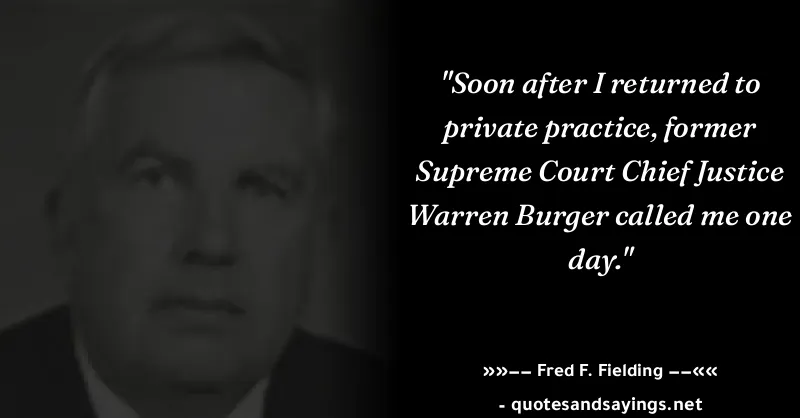 "Soon after I returned to
private practice, former
Supreme Court Chief Justice
Warren Burger called me one
day."
»»−− Fred F. Fielding −−««
- quotesandsayings.net